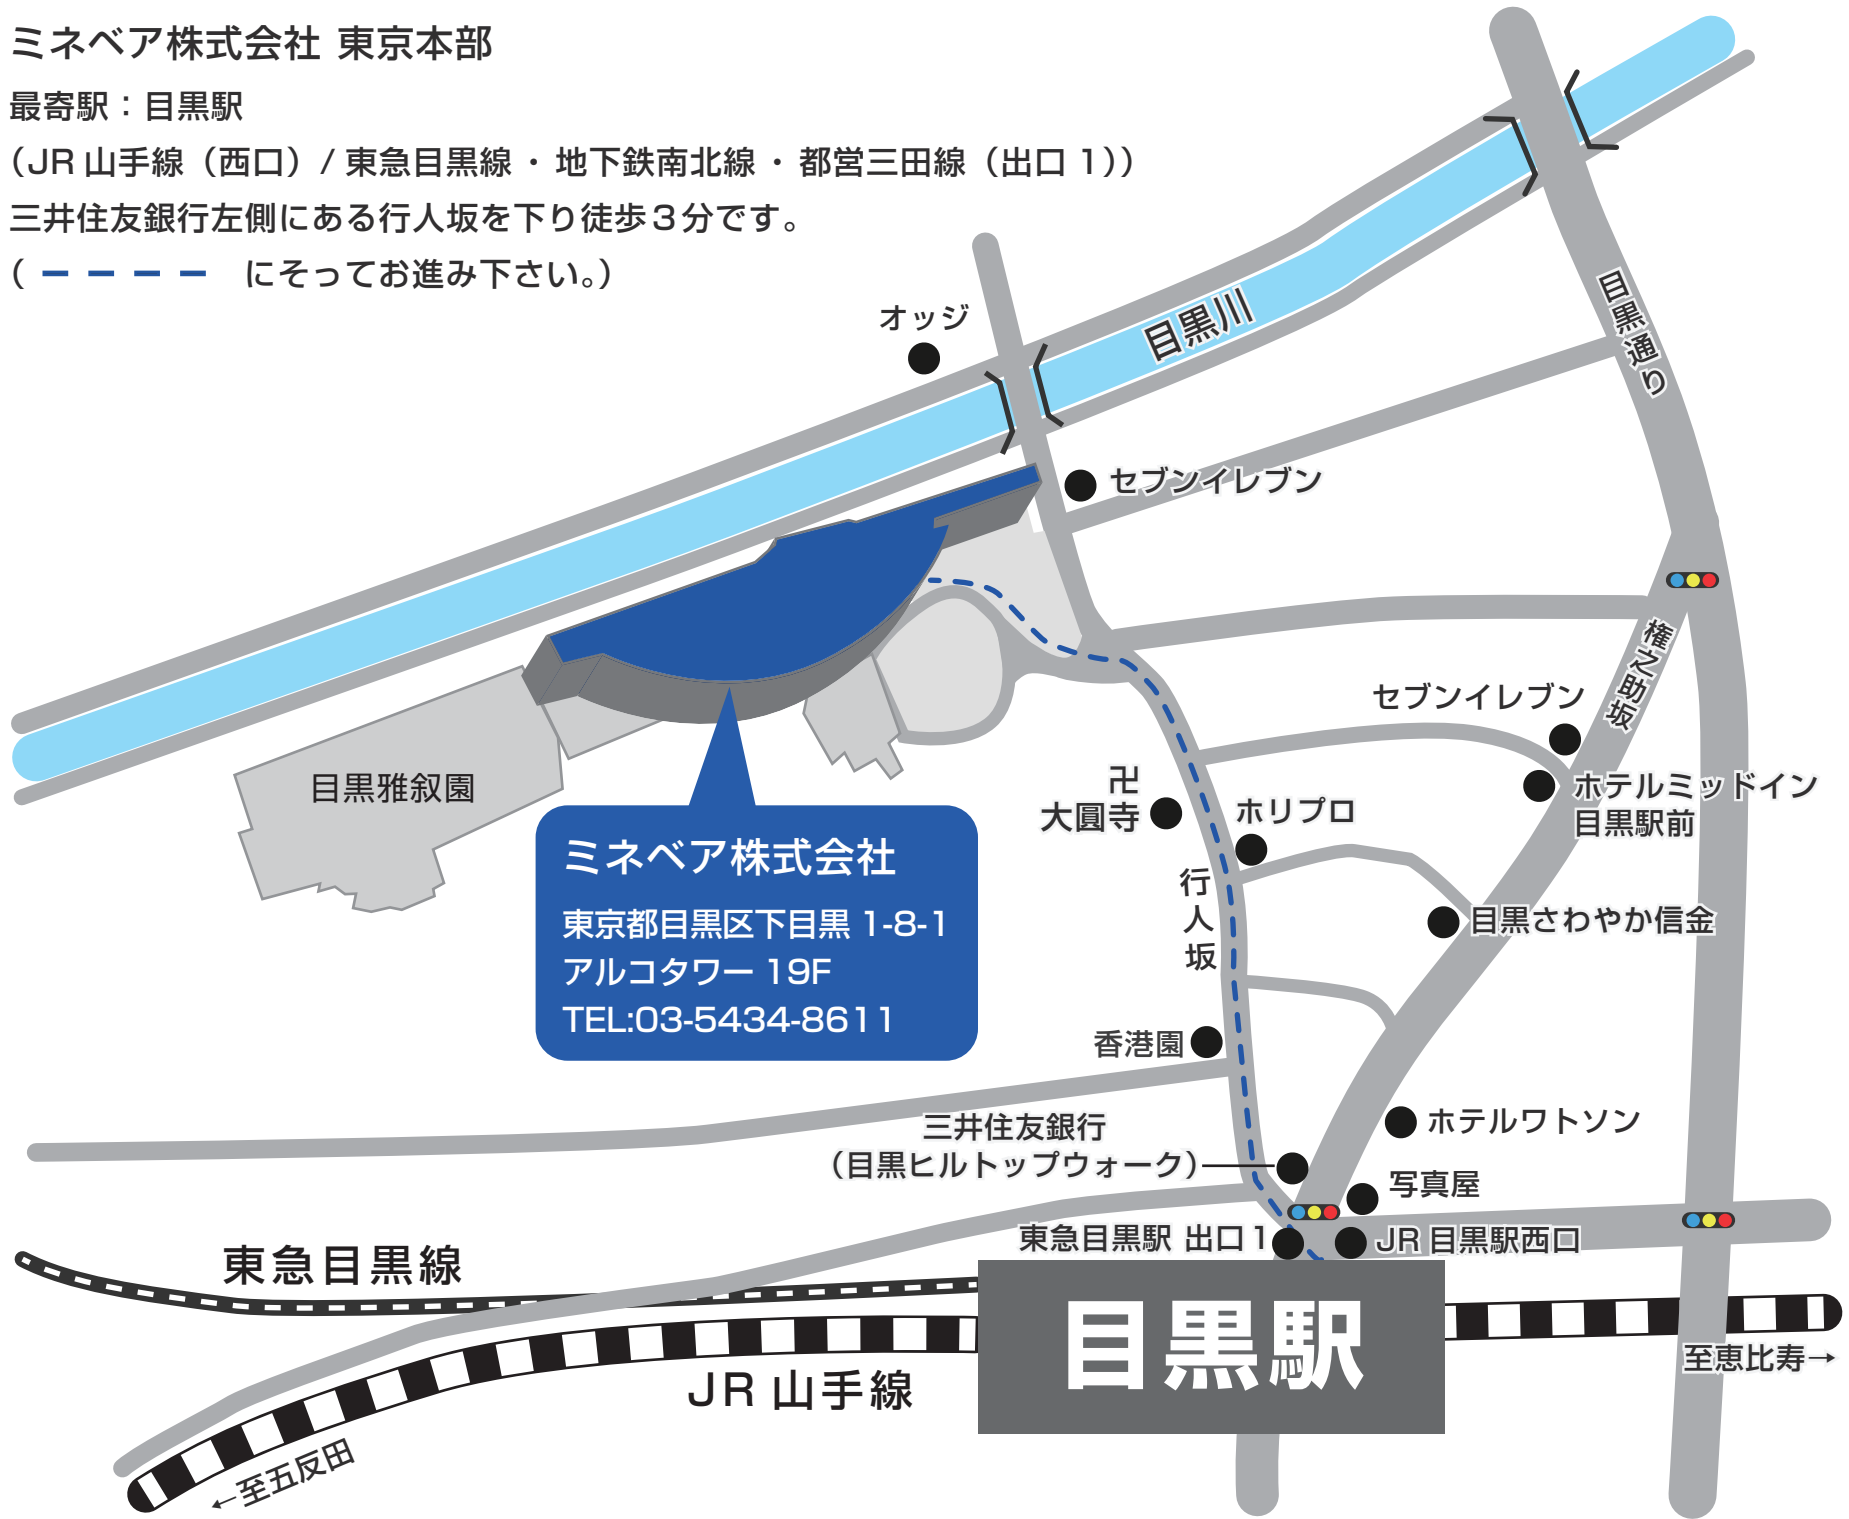 ミネベア株式会社 東京本部
最寄駅：目黒駅
（JR 山手線（西口）/ 東急目黒線 ・ 地下鉄南北線 ・ 都営三田線（出口 1））
三井住友銀行左側にある行人坂を下り徒歩３分です。
（ ーーーー にそってお進み下さい。）
オッジ
目黒川
目黒通り
セブンイレブン
権之助坂
セブンイレブン
ホテルミッドイン
目黒駅前
卍
大圓寺
ホリプロ
目黒雅叙園
ミネベア株式会社
東京都目黒区下目黒 1-8-1
アルコタワー 19F
TEL:03-5434-8611
行人坂
目黒さわやか信金
香港園
三井住友銀行
（目黒ヒルトップウォーク）
ホテルワトソン
写真屋
東急目黒駅 出口 1
JR 目黒駅西口
東急目黒線
目黒駅
JR 山手線
至恵比寿→
←至五反田